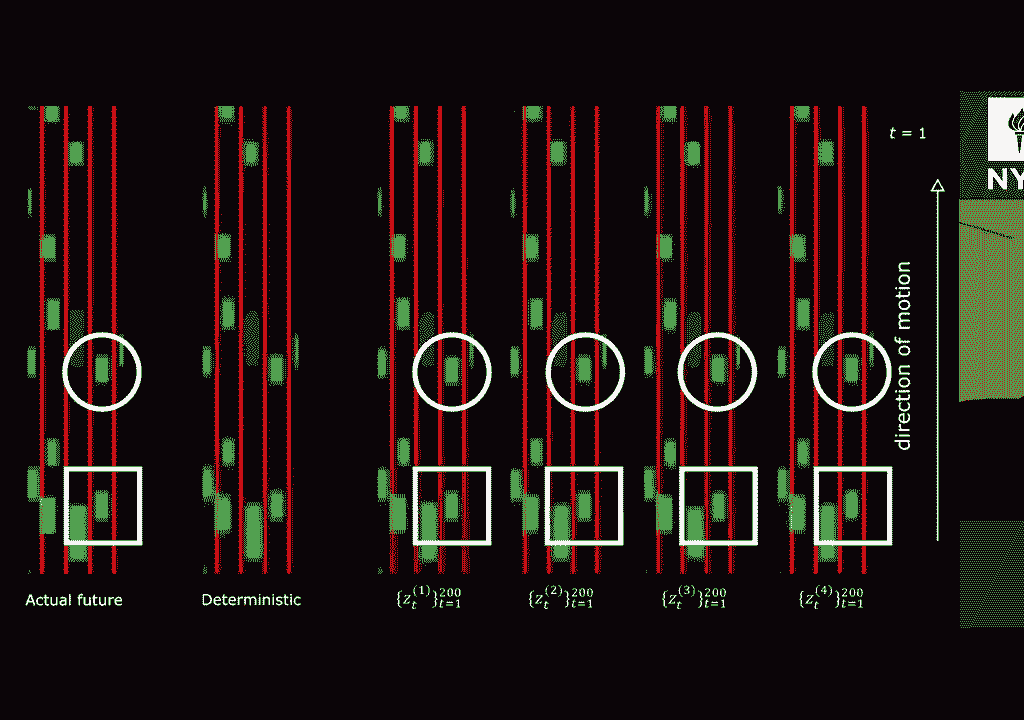 t = 1
NY
direction of motion
Actual future
Deterministic
{z_t^{(1)}}_{t=1}^{200}
{z_t^{(2)}}_{t=1}^{200}
{z_t^{(3)}}_{t=1}^{200}
{z_t^{(4)}}_{t=1}^{200}